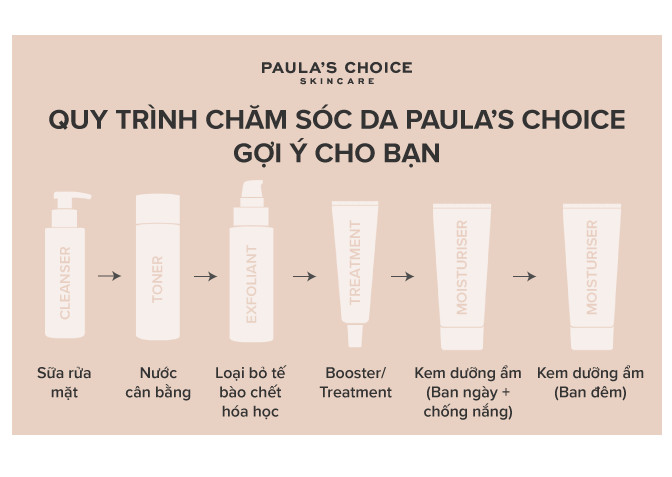 PAULA'S CHOICE
SKINCARE
QUY TRÌNH CHĂM SÓC DA PAULA'S CHOICE
GỢI Ý CHO BẠN
CLEANSER
TONER
EXFOLIANT
TREATMENT
MOISTURISER
MOISTURISER
Sữa rửa
mặt
Nước
cân bằng
Loại bỏ tế
bào chết
hóa học
Booster/
Treatment
Kem dưỡng ẩm
(Ban ngày +
chống nắng)
Kem dưỡng ẩm
(Ban đêm)